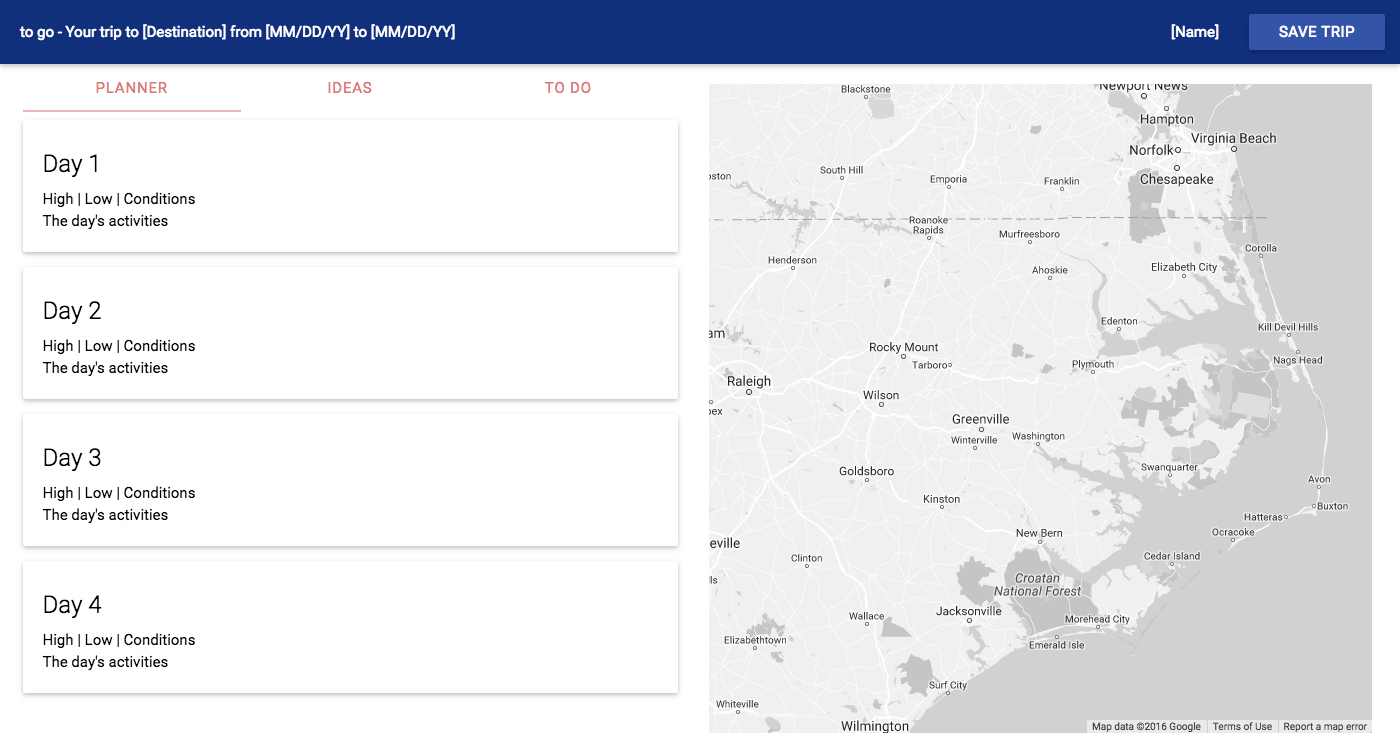 to go - Your trip to [Destination] from [MM/DD/YY] to [MM/DD/YY]
[Name]
SAVE TRIP
PLANNER
IDEAS
TO DO
Day 1
High | Low | Conditions
The day's activities
Day 2
High | Low | Conditions
The day's activities
Day 3
High | Low | Conditions
The day's activities
Day 4
High | Low | Conditions
The day's activities
Newport News
Blackstone
Hampton
Virginia Beach
Norfolk
South Hill
oston
Emporia
Franklin
Chesapeake
Roanoke
Rapids
Murfreesboro
Corolla
Henderson
Ahoskie
Elizabeth City
Edenton
Kill Devil Hills
am
Rocky Mount
Nags Head
Tarboro
Plymouth
Raleigh
Wilson
pex
Greenville
Winterville
Washington
Goldsboro
Swanquarter
Avon
Kinston
Buxton
Hatteras
New Bern
Ocracoke
eville
Clinton
Cedar Island
lls
Croatan
National Forest
Jacksonville
Wallace
Morehead City
Elizabethtown
Emerald Isle
Surf City
Whiteville
Wilmington
Map data ©2016 Google
Terms of Use
Report a map error